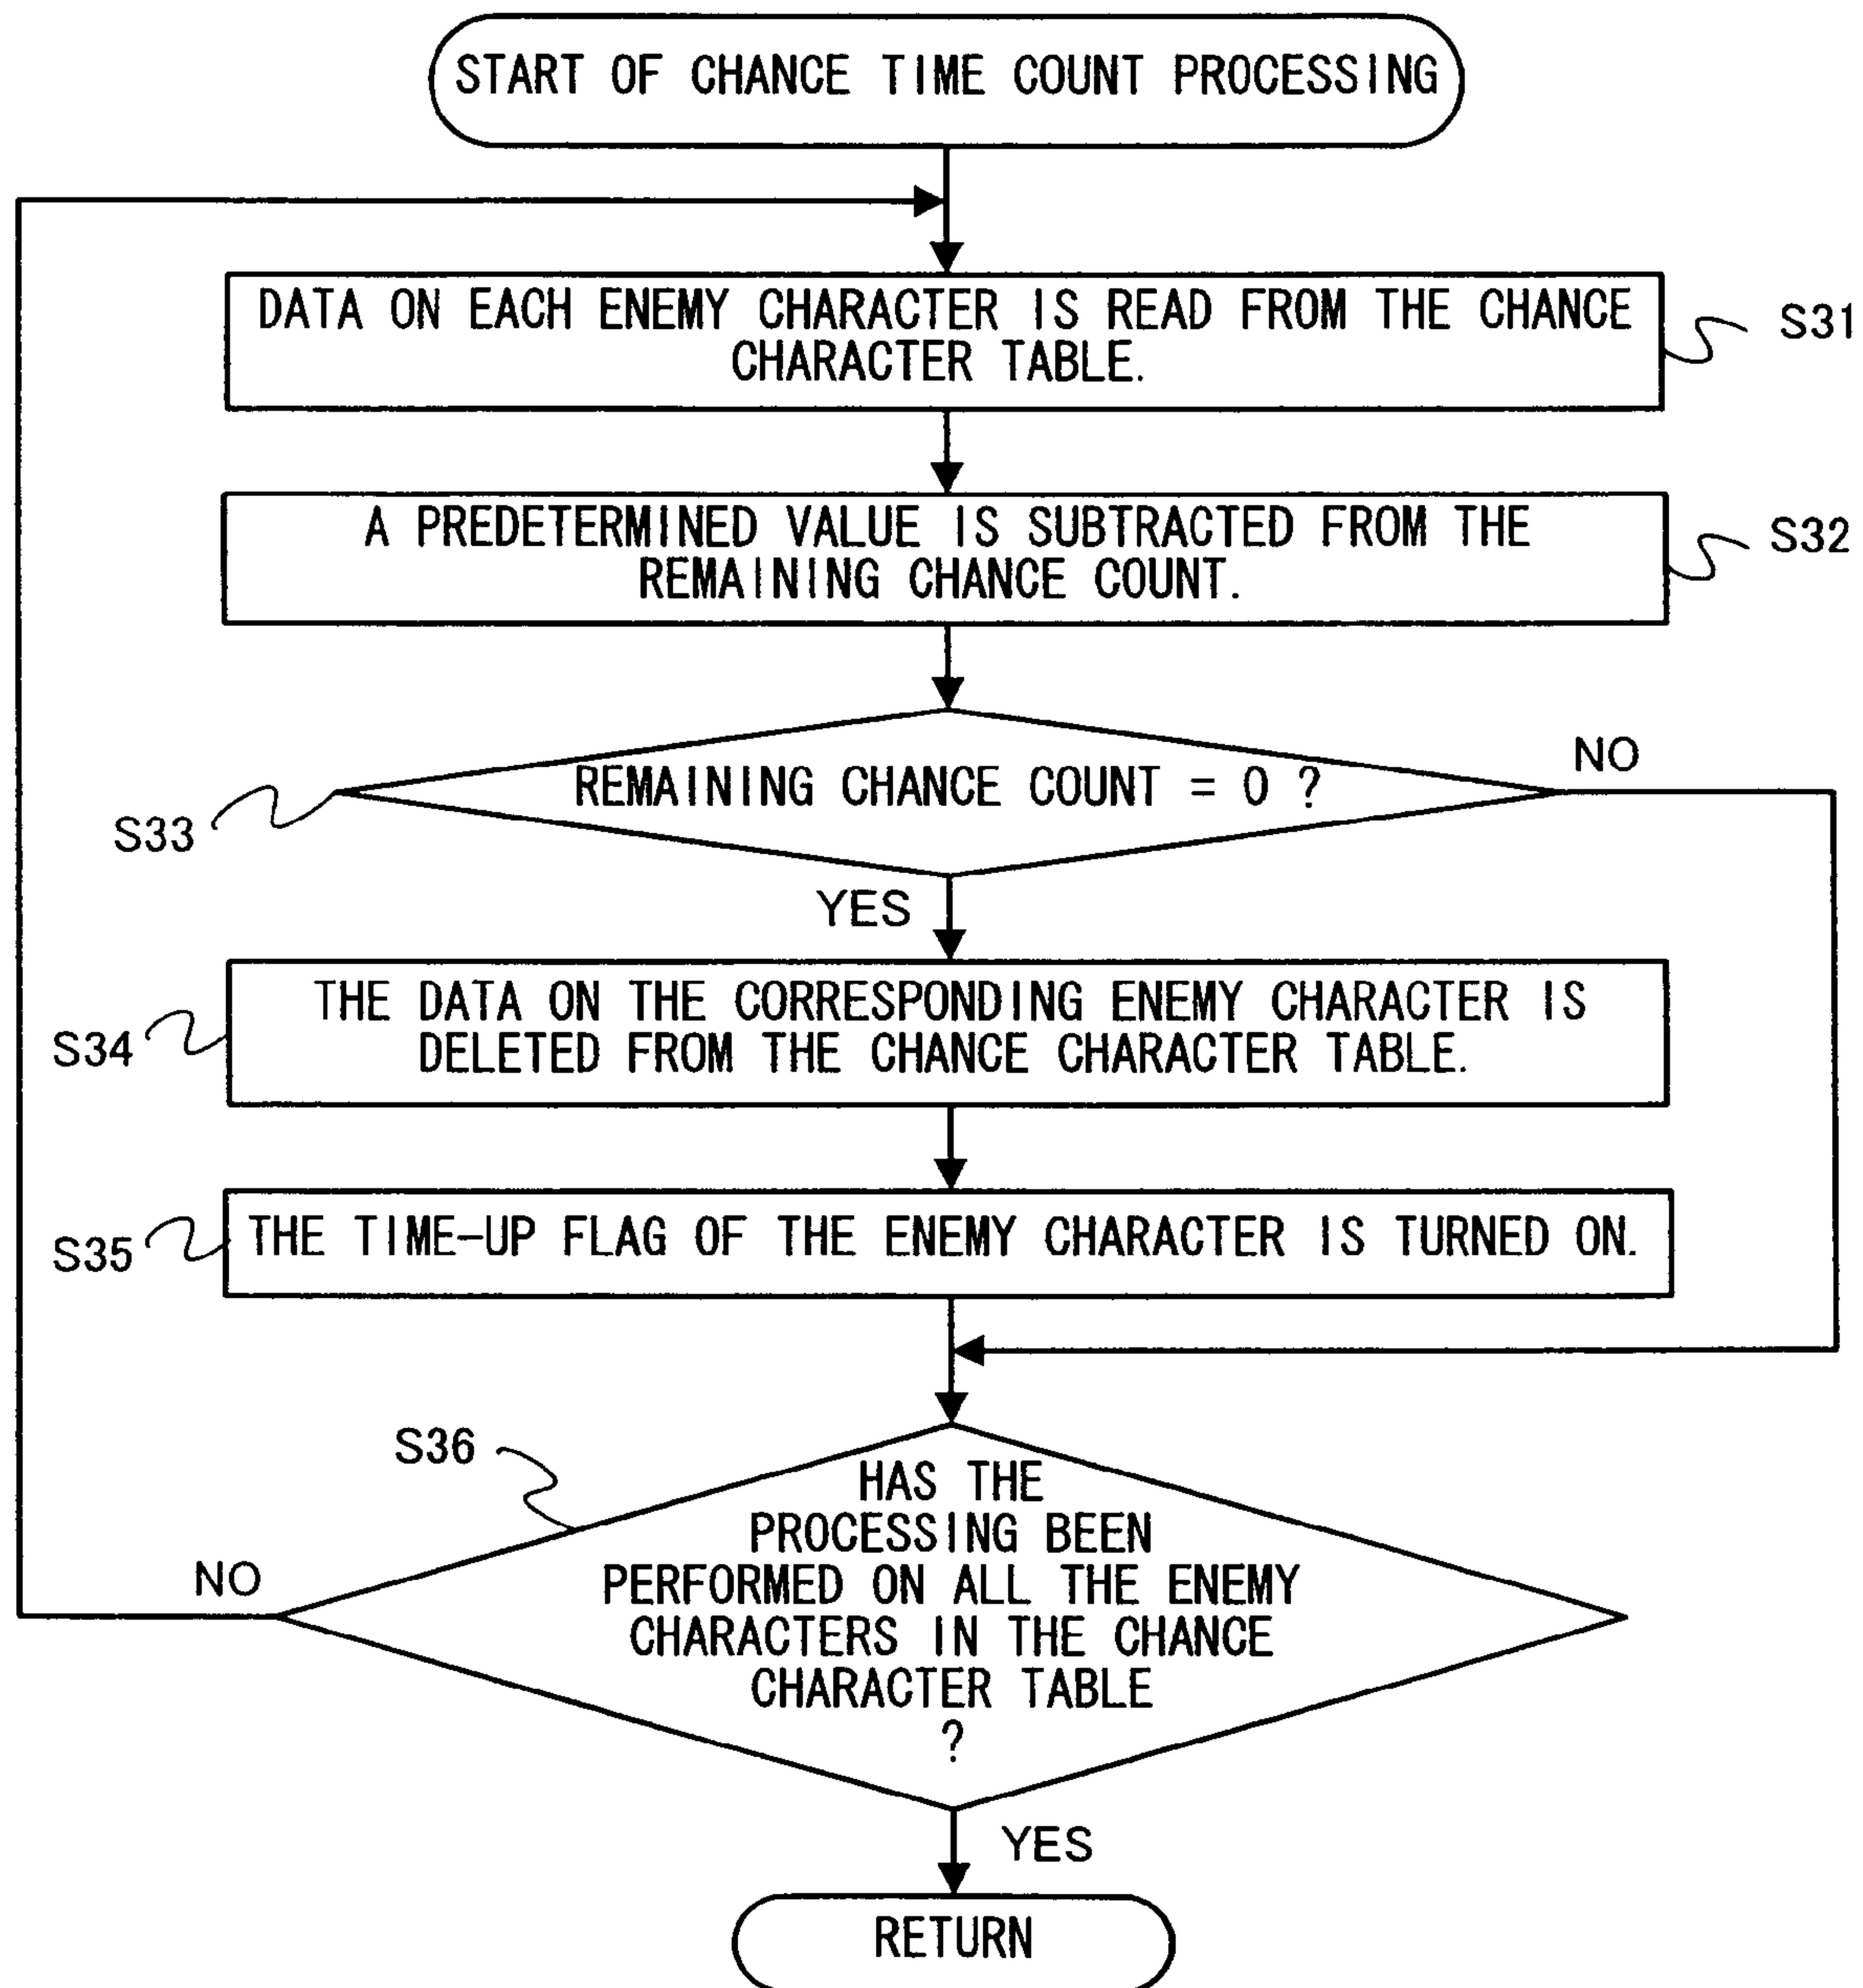 START OF CHANCE TIME COUNT PROCESSING
DATA ON EACH ENEMY CHARACTER IS READ FROM THE CHANCE
CHARACTER TABLE.
S31
A PREDETERMINED VALUE IS SUBTRACTED FROM THE
REMAINING CHANCE COUNT.
S32
REMAINING CHANCE COUNT = 0 ?
NO
S33
YES
THE DATA ON THE CORRESPONDING ENEMY CHARACTER IS
DELETED FROM THE CHANCE CHARACTER TABLE.
S34
THE TIME-UP FLAG OF THE ENEMY CHARACTER IS TURNED ON.
S35
S36
HAS THE
PROCESSING BEEN
PERFORMED ON ALL THE ENEMY
CHARACTERS IN THE CHANCE
CHARACTER TABLE
?
NO
YES
RETURN